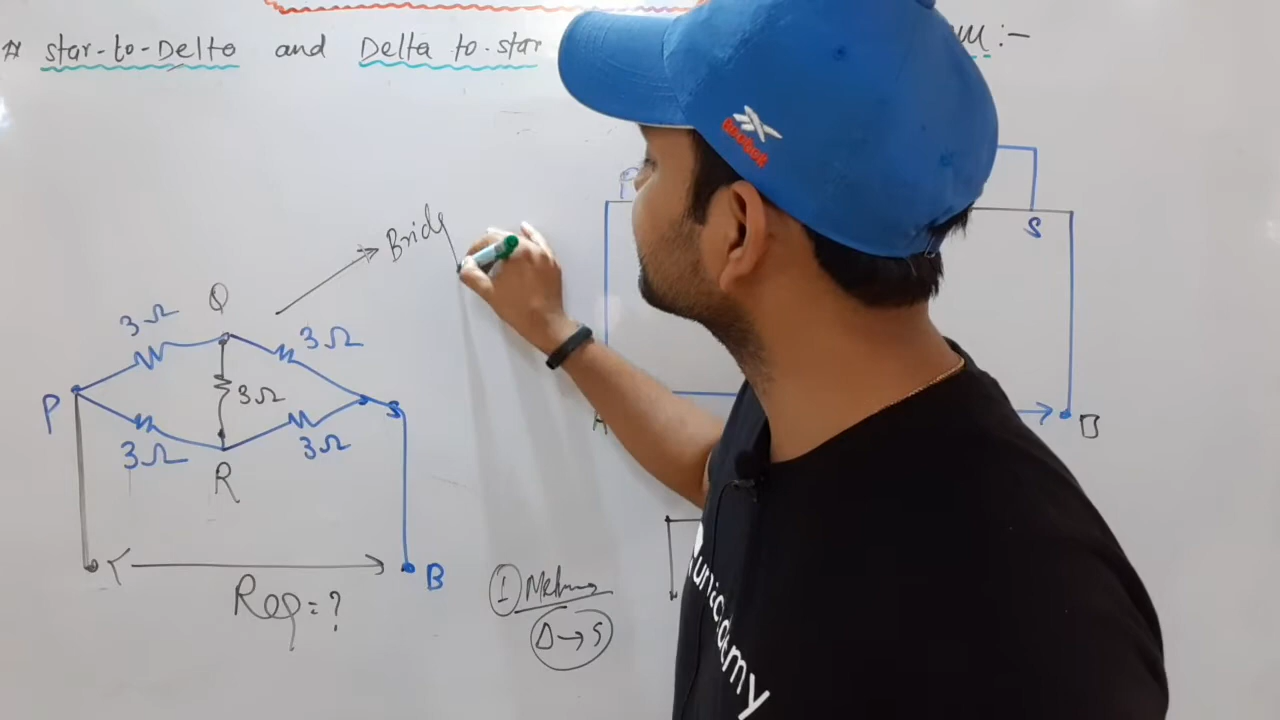 # star-to-Delta and Delta to-star
:-
Bridg
Q
3Ω 3Ω
P 3Ω S
3Ω 3Ω
R
Req = ?
B
S
A
B
① Method
Δ → S
unacademy